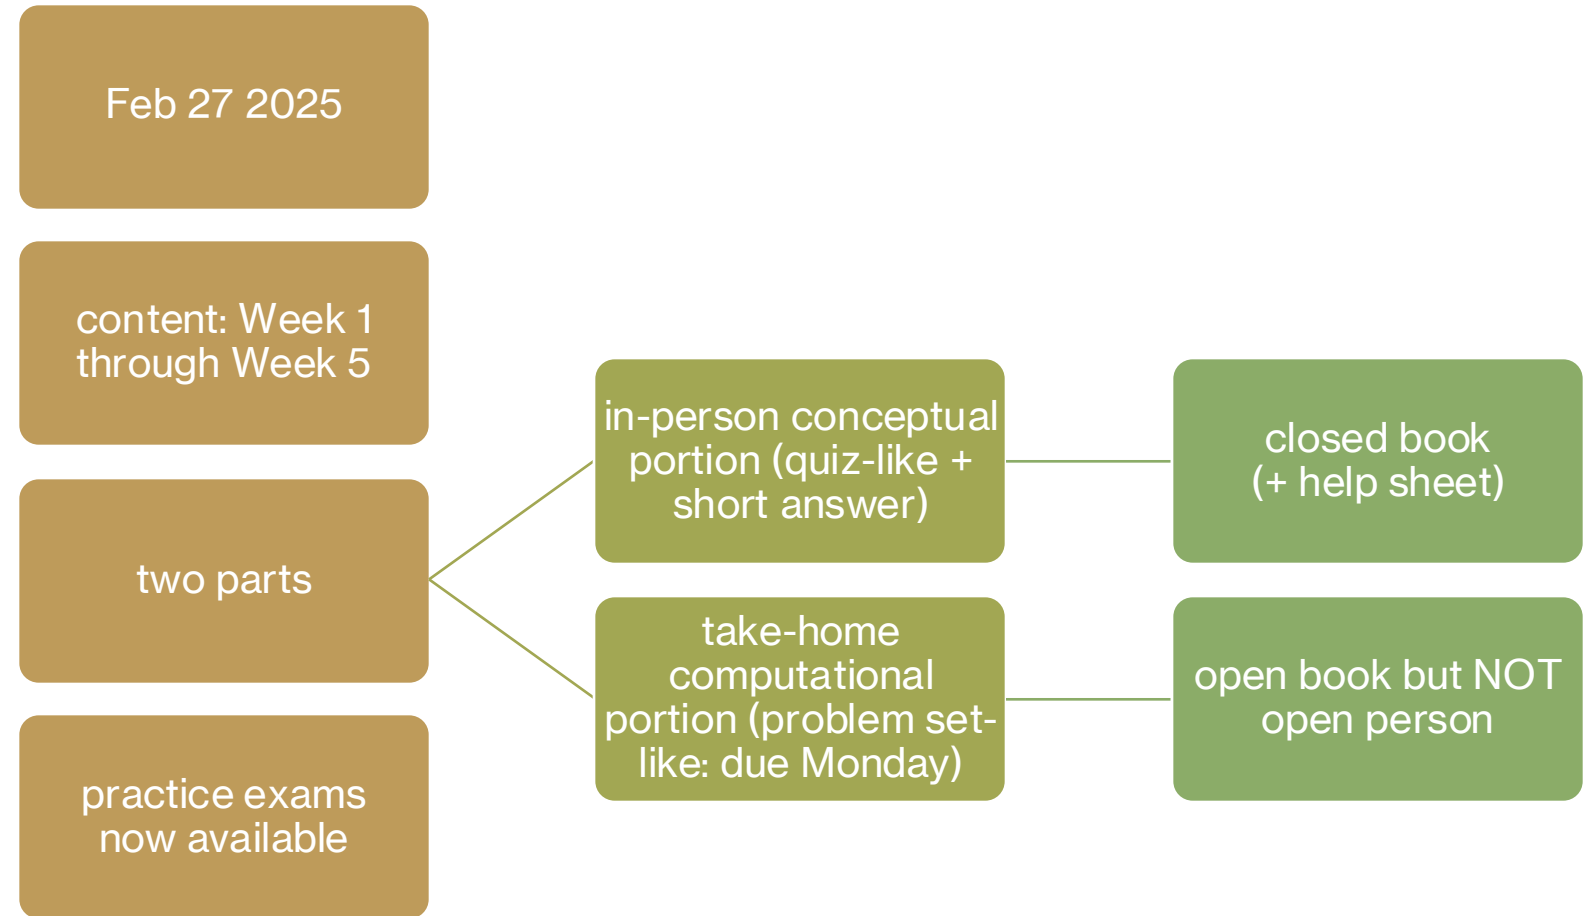 Feb 27 2025
content: Week 1
through Week 5
two parts
in-person conceptual
portion (quiz-like +
short answer)
closed book
(+ help sheet)
take-home
computational
portion (problem set-
like: due Monday)
open book but NOT
open person
practice exams
now available